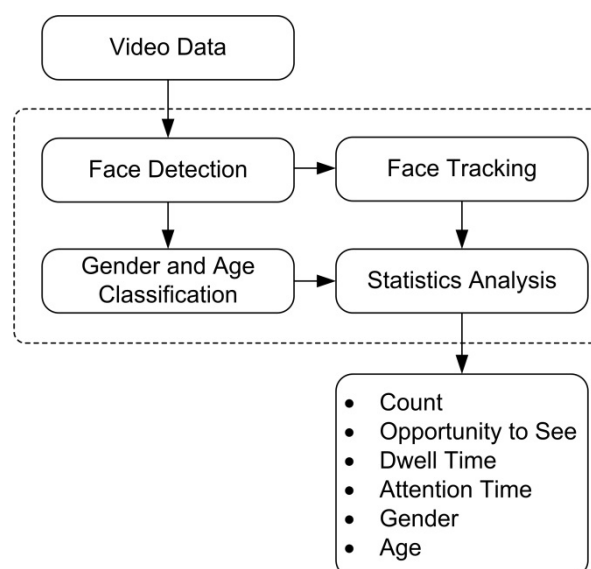 Video Data
Face Detection
Face Tracking
Gender and Age
Classification
Statistics Analysis
• Count
• Opportunity to See
• Dwell Time
• Attention Time
• Gender
• Age